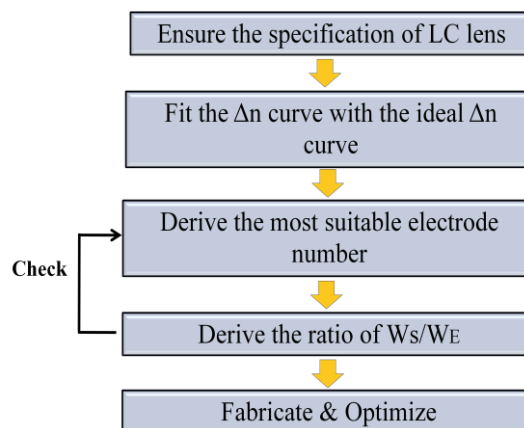 Ensure the specification of LC lens
Fit the Δn curve with the ideal Δn
curve
Derive the most suitable electrode
number
Check
Derive the ratio of Ws/WE
Fabricate & Optimize